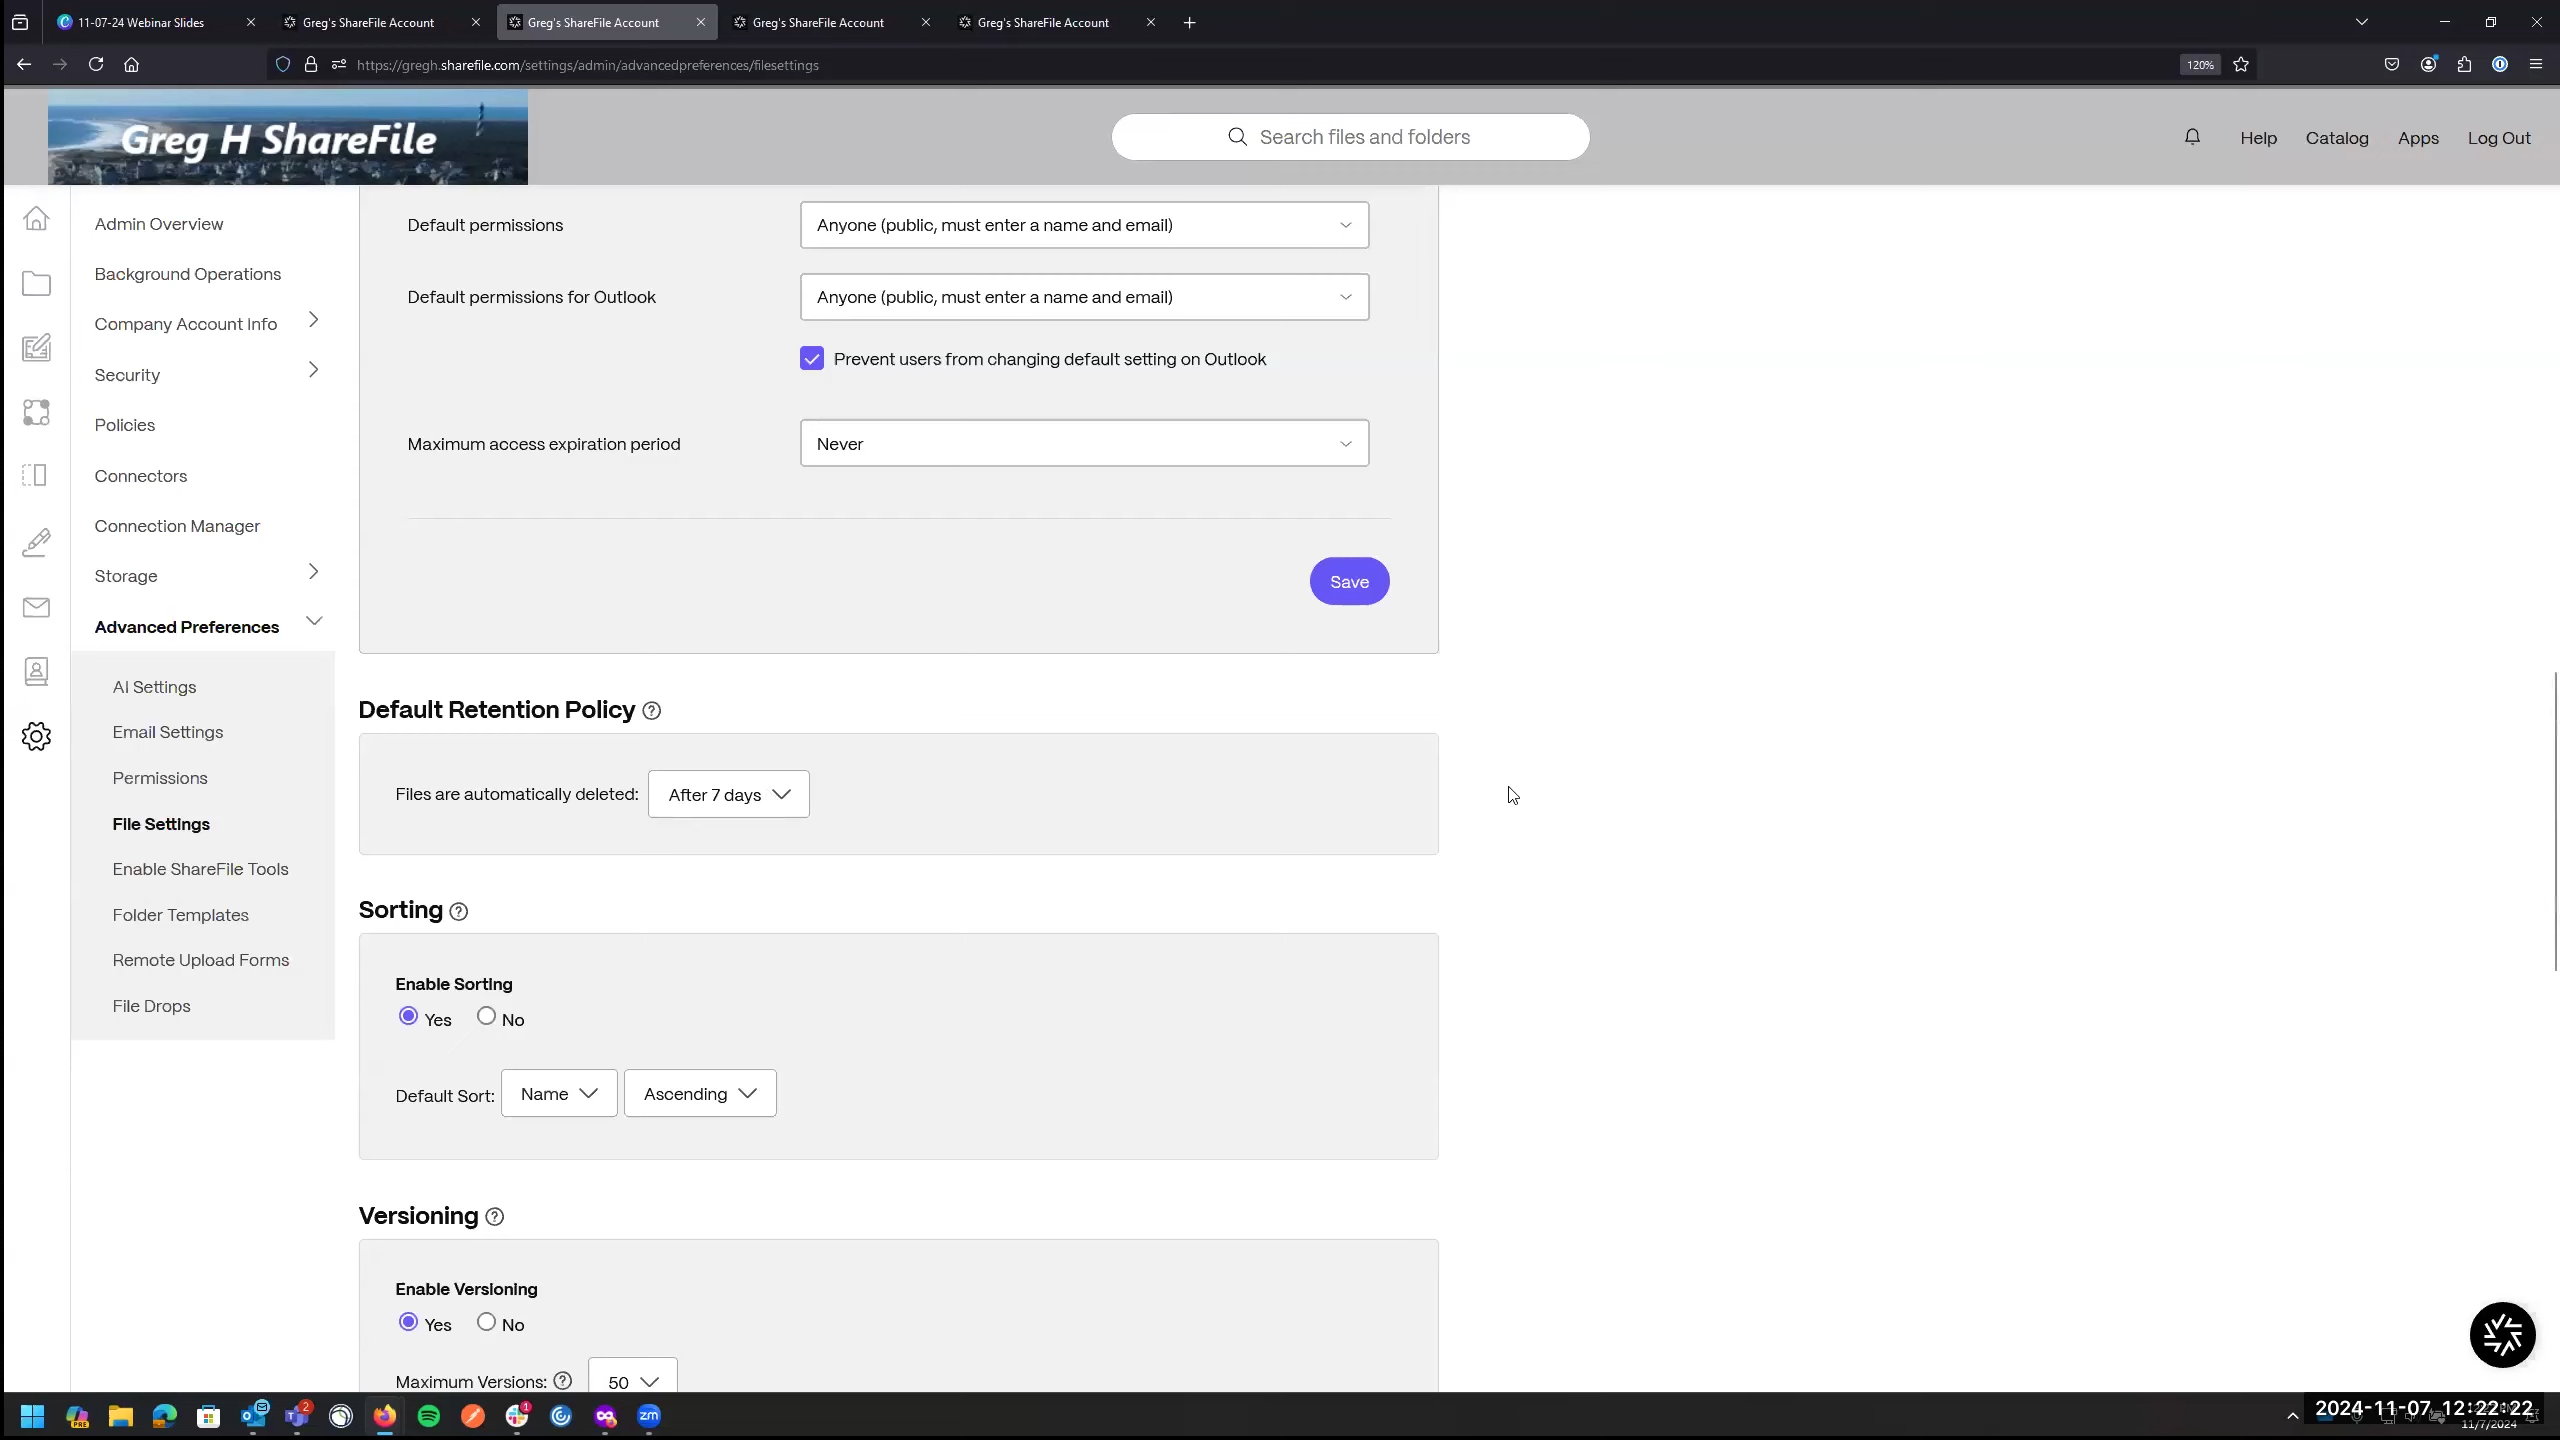 11-07-24 Webinar Slides
Greg's ShareFile Account
Greg's ShareFile Account
Greg's ShareFile Account
Greg's ShareFile Account
https://gregh.sharefile.com/settings/admin/advancedpreferences/filesettings
120%
Greg H ShareFile
Search files and folders
Help
Catalog
Apps
Log Out
Admin Overview
Background Operations
Company Account Info
Security
Policies
Connectors
Connection Manager
Storage
Advanced Preferences
AI Settings
Email Settings
Permissions
File Settings
Enable ShareFile Tools
Folder Templates
Remote Upload Forms
File Drops
Default permissions
Anyone (public, must enter a name and email)
Default permissions for Outlook
Anyone (public, must enter a name and email)
Prevent users from changing default setting on Outlook
Maximum access expiration period
Never
Save
Default Retention Policy ?
Files are automatically deleted: After 7 days
Sorting ?
Enable Sorting
Yes No
Default Sort: Name Ascending
Versioning ?
Enable Versioning
Yes No
Maximum Versions: ? 50
PRE
2
1
zm
2024-11-07 12:22:22
11/7/2024